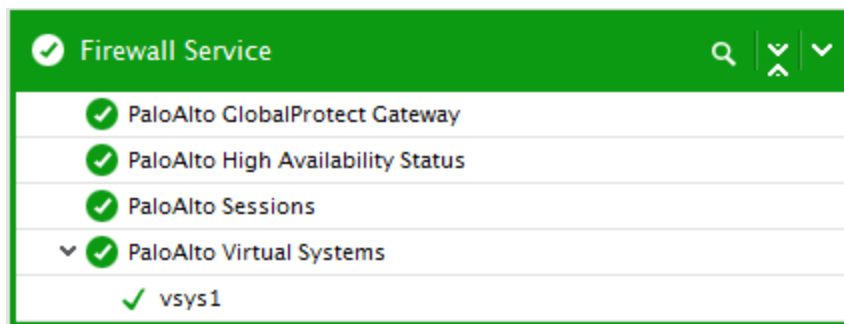 Firewall Service
PaloAlto GlobalProtect Gateway
PaloAlto High Availability Status
PaloAlto Sessions
PaloAlto Virtual Systems
vsys1